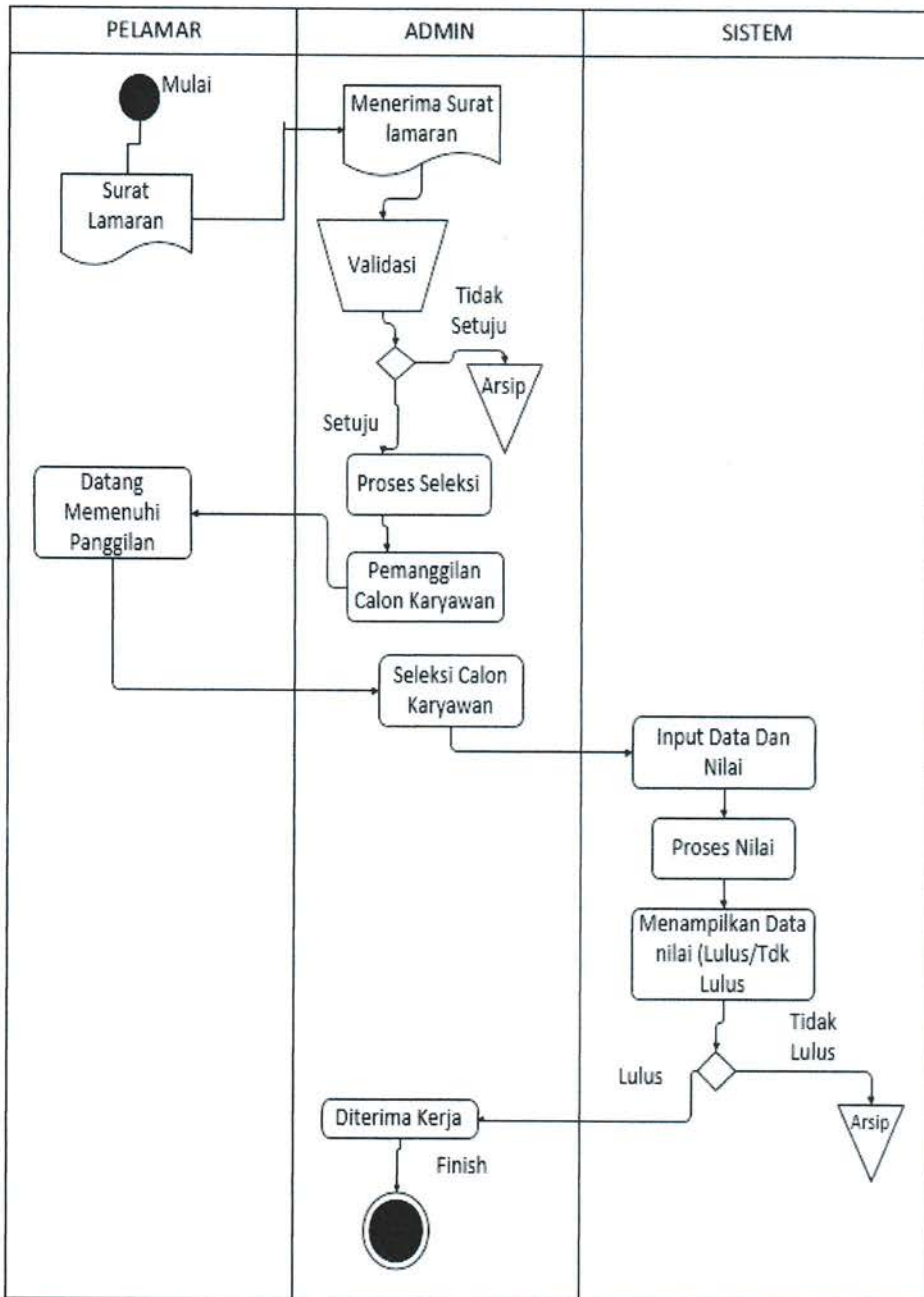 PELAMAR
ADMIN
SISTEM
Mulai
Menerima Surat
lamaran
Surat
Lamaran
Validasi
Tidak
Setuju
Arsip
Setuju
Proses Seleksi
Datang
Memenuhi
Panggilan
Pemanggilan
Calon Karyawan
Seleksi Calon
Karyawan
Input Data Dan
Nilai
Proses Nilai
Menampilkan Data
nilai (Lulus/Tdk
Lulus
Tidak
Lulus
Lulus
Arsip
Diterima Kerja
Finish